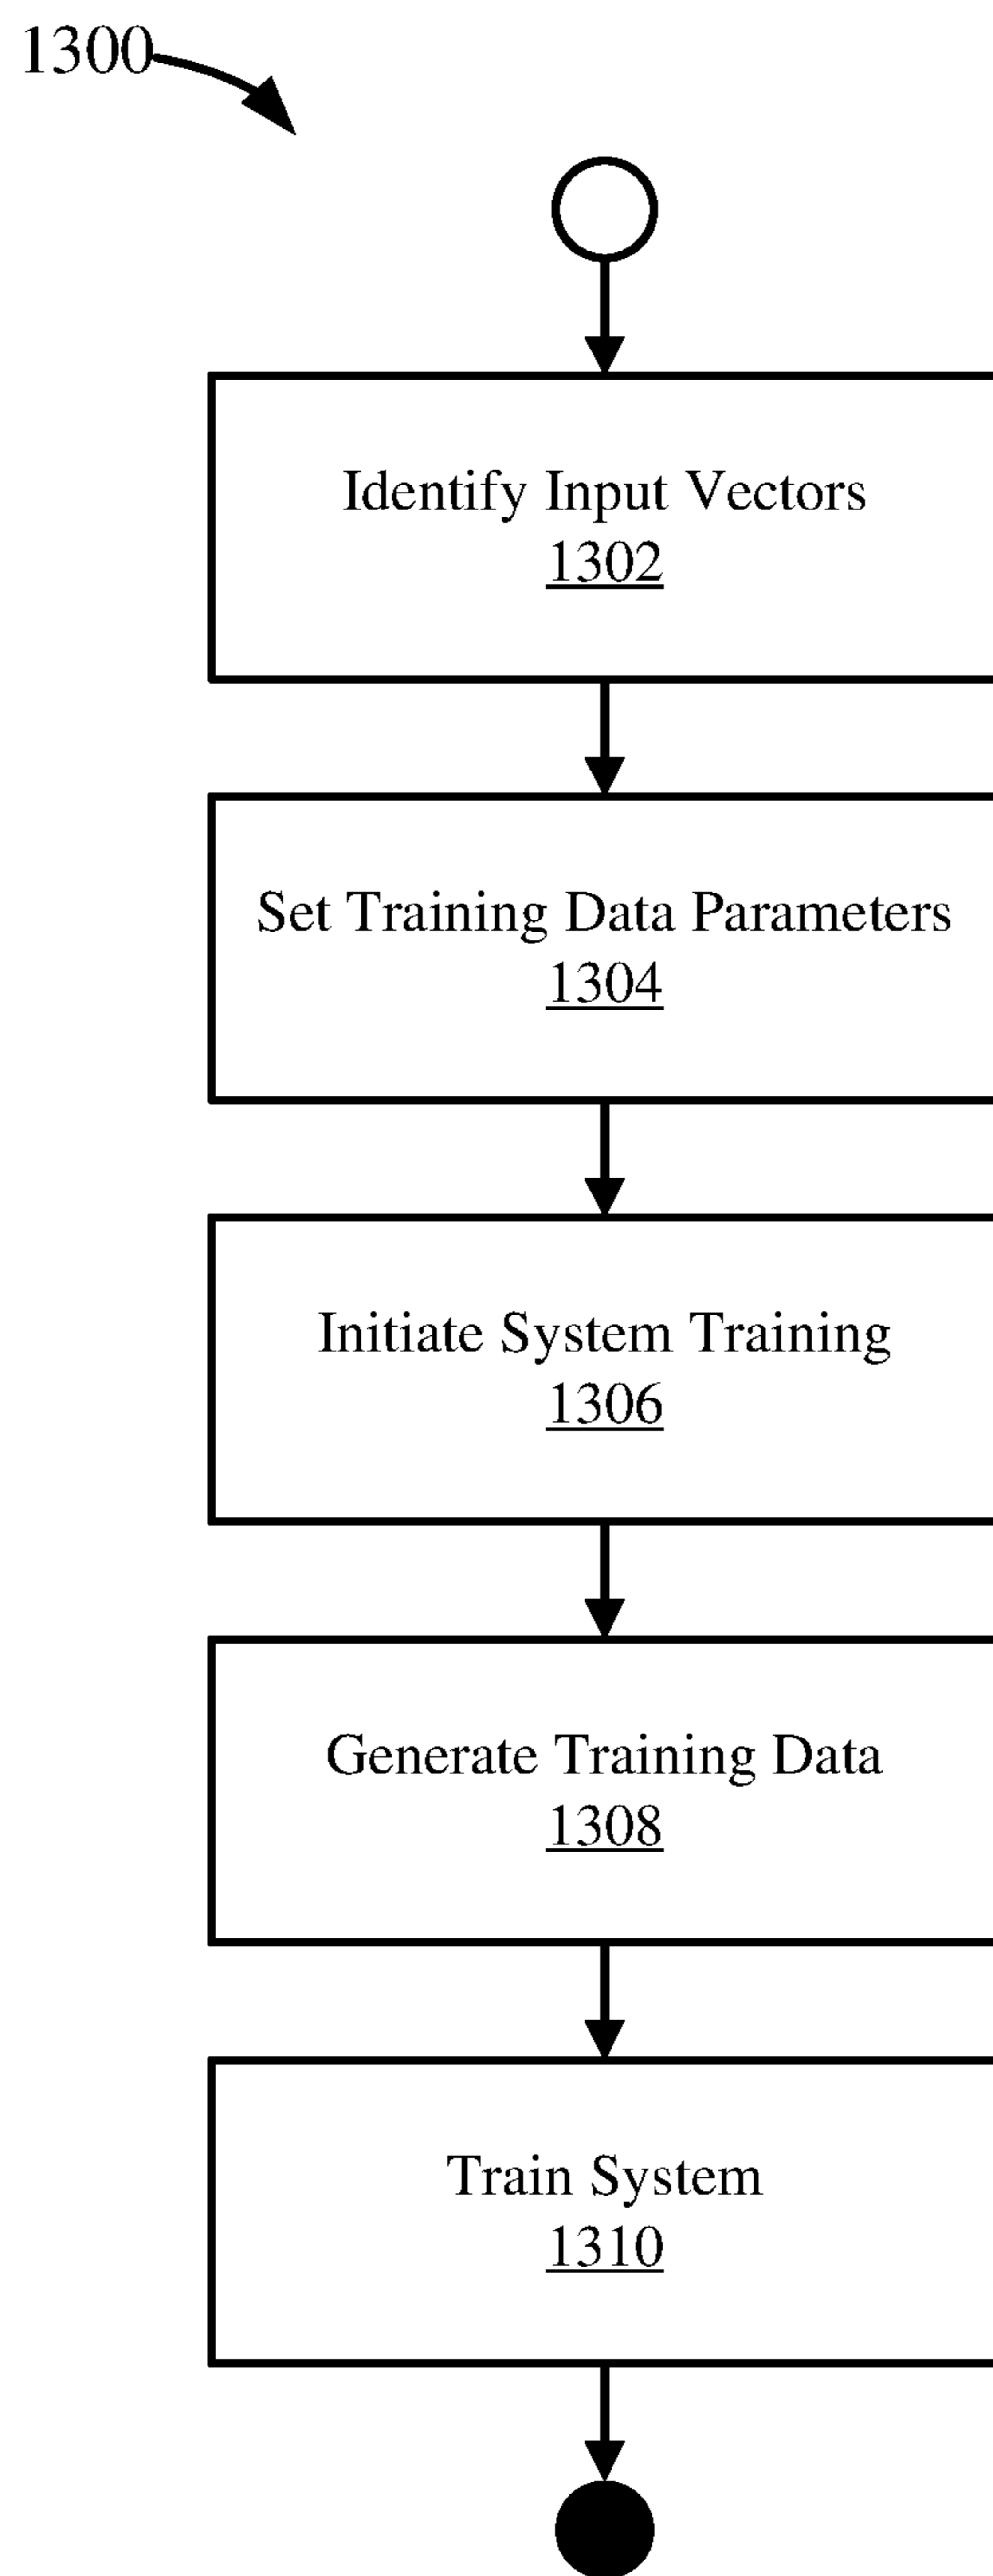 1300
Identify Input Vectors
1302
Set Training Data Parameters
1304
Initiate System Training
1306
Generate Training Data
1308
Train System
1310